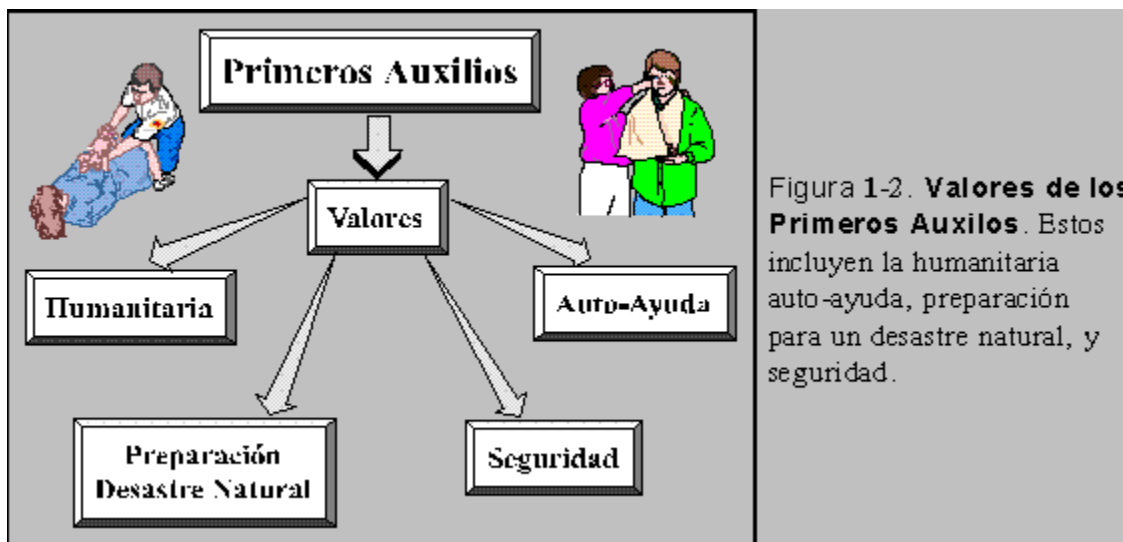 Primeros Auxilios
Valores
Humanitaria
Auto-Ayuda
Preparación
Desastre Natural
Seguridad
Figura 1-2. Valores de los
Primeros Auxilos. Estos
incluyen la humanitaria
auto-ayuda, preparación
para un desastre natural, y
seguridad.